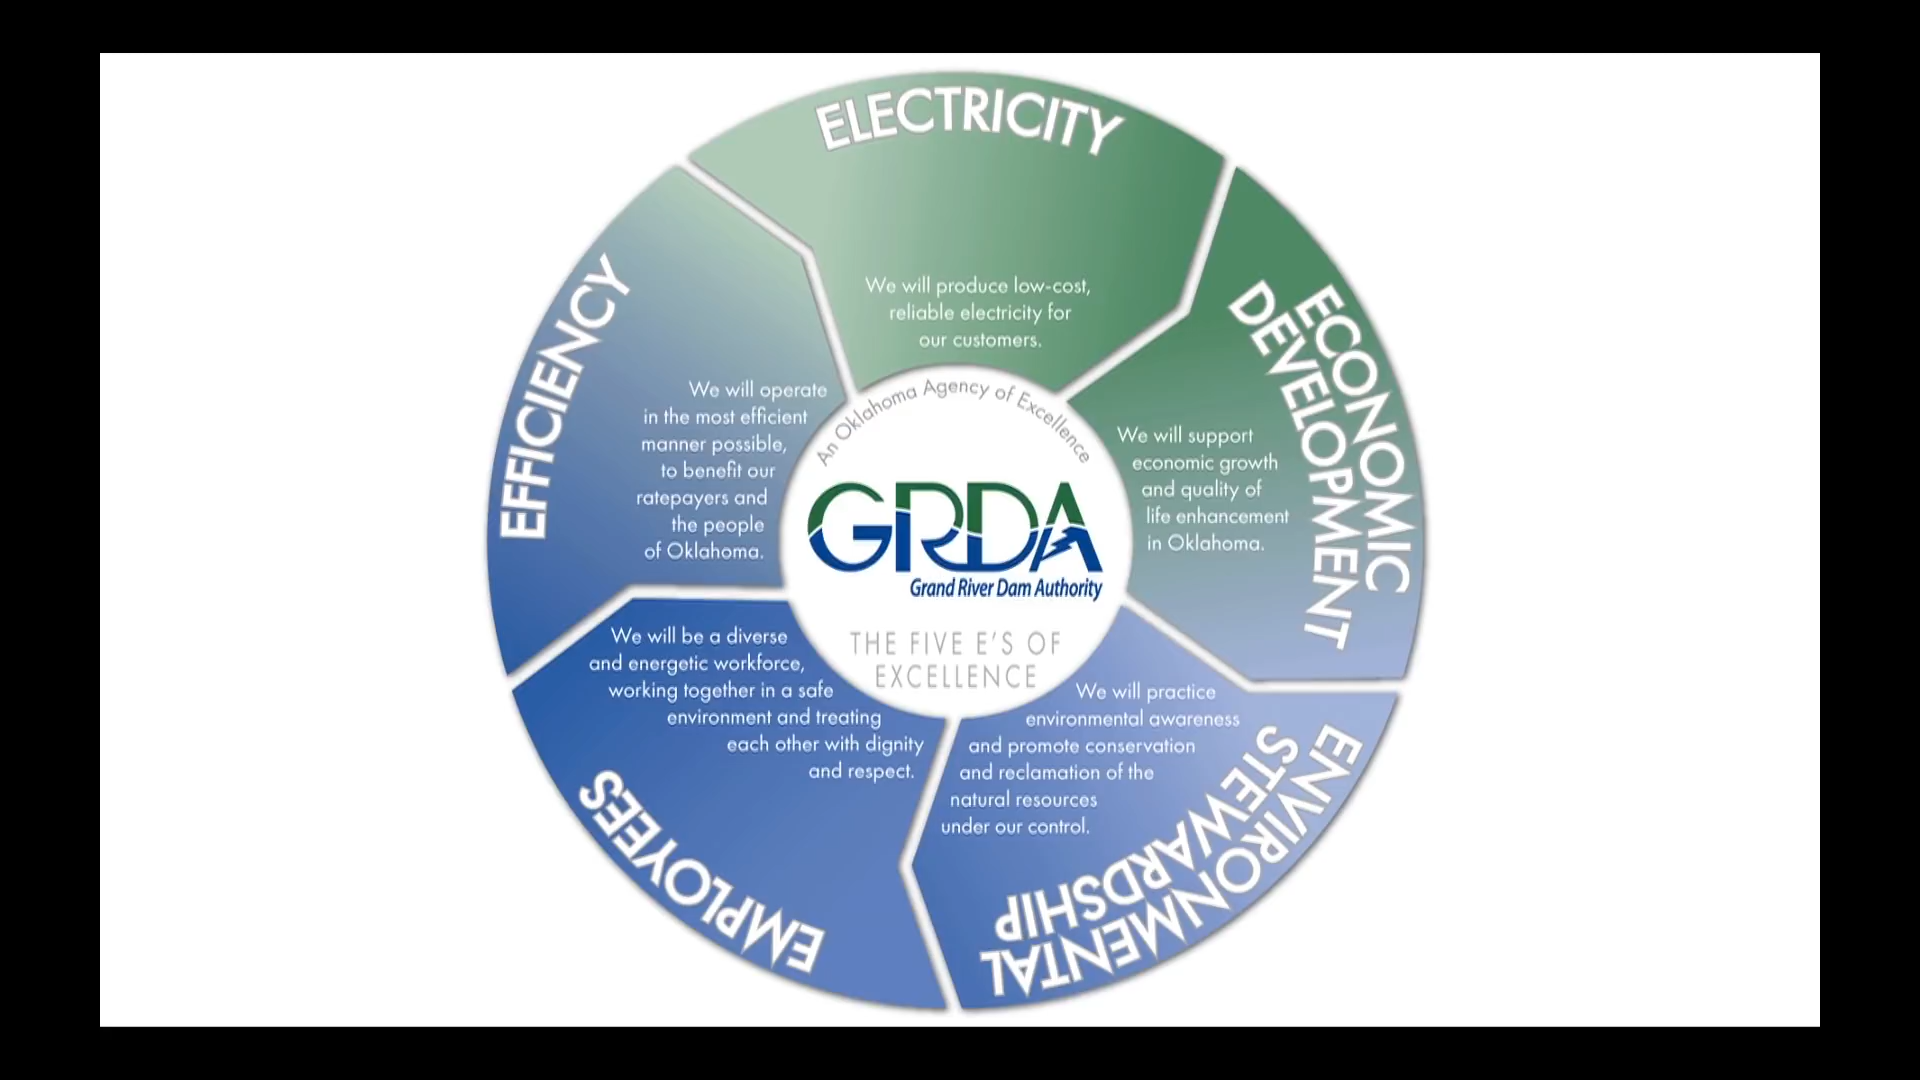 ELECTRICITY
We will produce low-cost,
reliable electricity for
our customers.
ECONOMIC
DEVELOPMENT
We will support
economic growth
and quality of
life enhancement
in Oklahoma.
ENVIRONMENTAL
STEWARDSHIP
We will practice
environmental awareness
and promote conservation
and reclamation of the
natural resources
under our control.
EMPLOYEES
We will be a diverse
and energetic workforce,
working together in a safe
environment and treating
each other with dignity
and respect.
EFFICIENCY
We will operate
in the most efficient
manner possible,
to benefit our
ratepayers and
the people
of Oklahoma.
An Oklahoma Agency of Excellence
GRDA
Grand River Dam Authority
THE FIVE E'S OF
EXCELLENCE